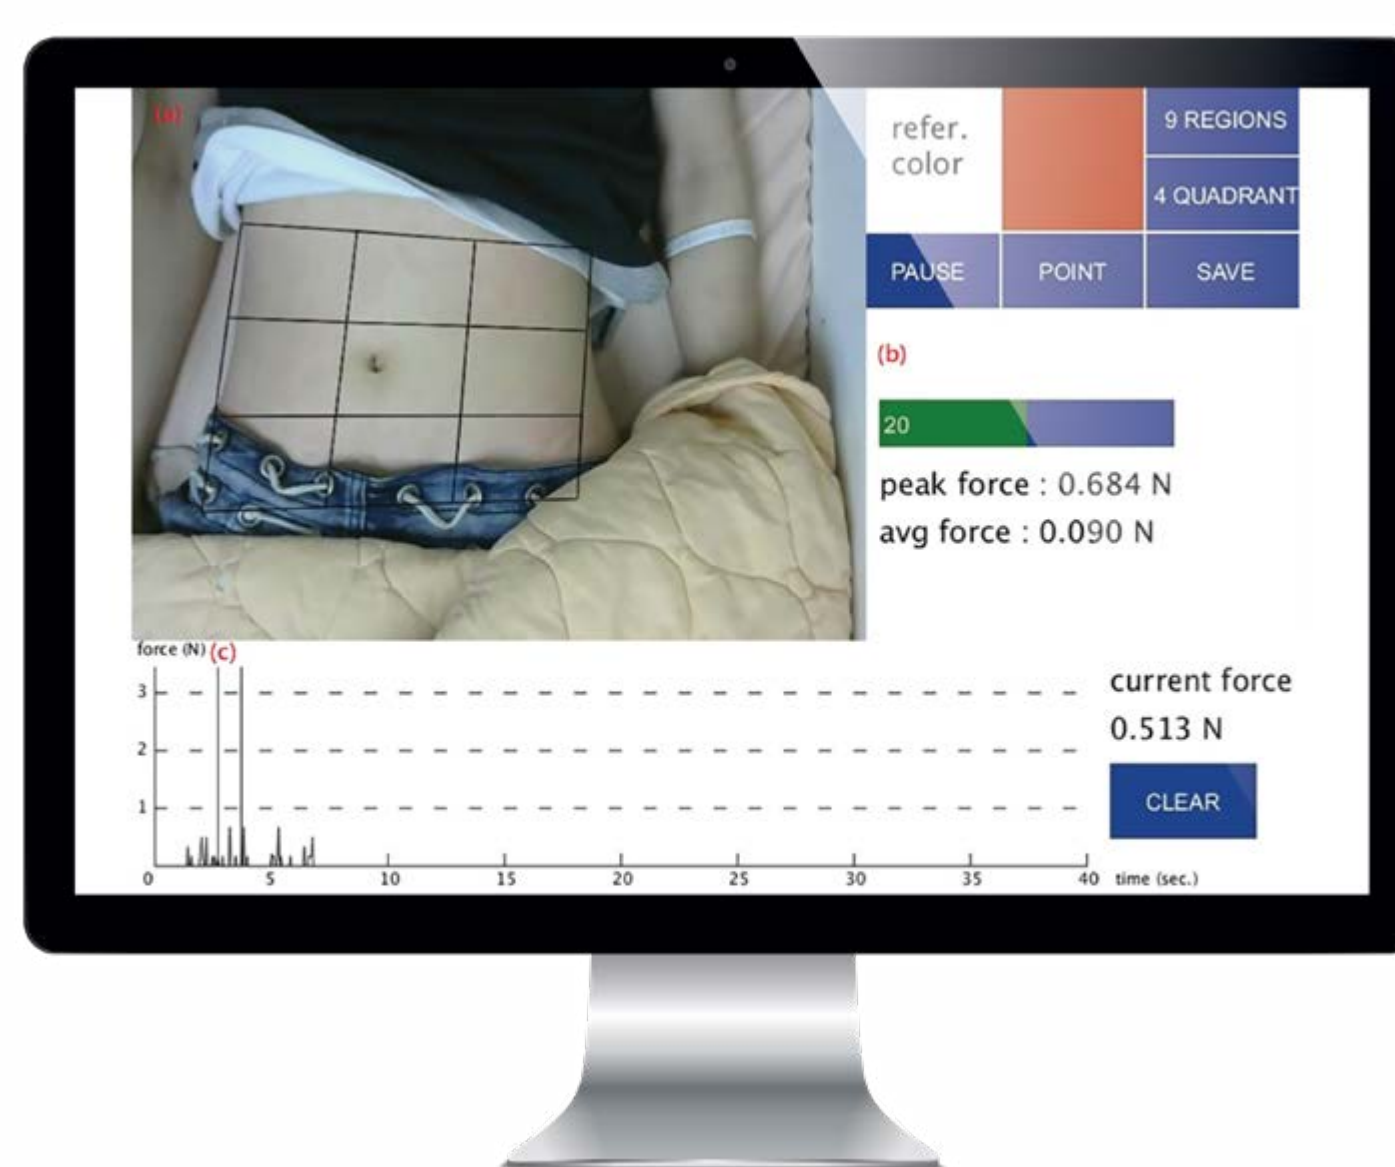 (a)
refer.
color
9 REGIONS
4 QUADRANT
PAUSE
POINT
SAVE
(b)
20
peak force : 0.684 N
avg force : 0.090 N
force (N) (c)
3
2
1
0 5 10 15 20 25 30 35 40 time (sec.)
current force
0.513 N
CLEAR